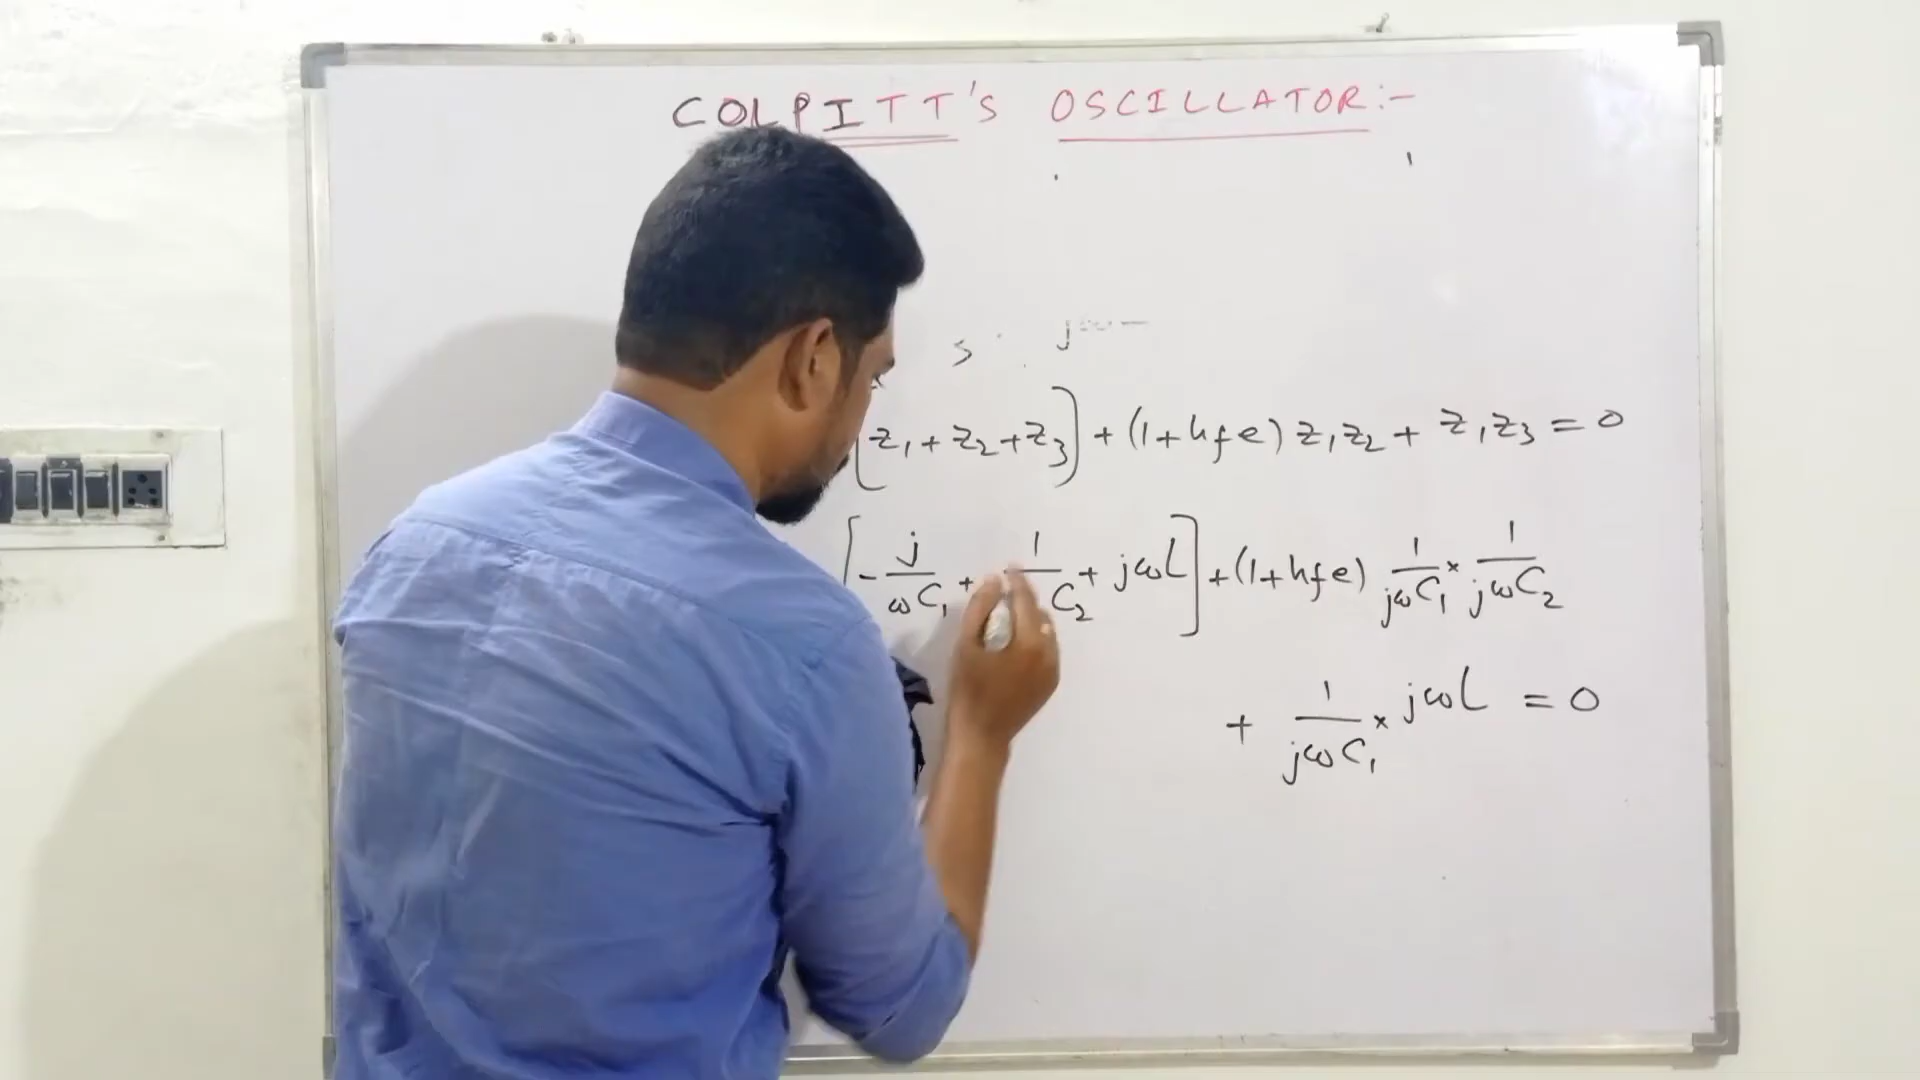 COLPITT'S OSCILLATOR:-
s jω
[z₁ + z₂ + z₃] + (1 + hfe) z₁z₂ + z₁z₃ = 0
[- j/ωC₁ + 1/C₂ + jωL] + (1 + hfe) 1/jωC₁ × 1/jωC₂
+ 1/jωC₁ × jωL = 0